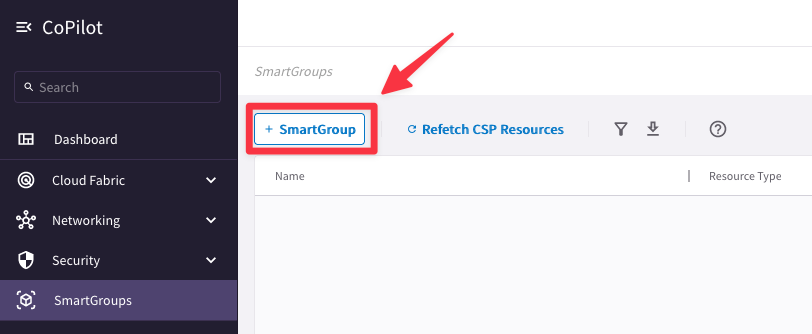 CoPilot
Search
Dashboard
Cloud Fabric
Networking
Security
SmartGroups
SmartGroups
+ SmartGroup
Refetch CSP Resources
?
Name
Resource Type